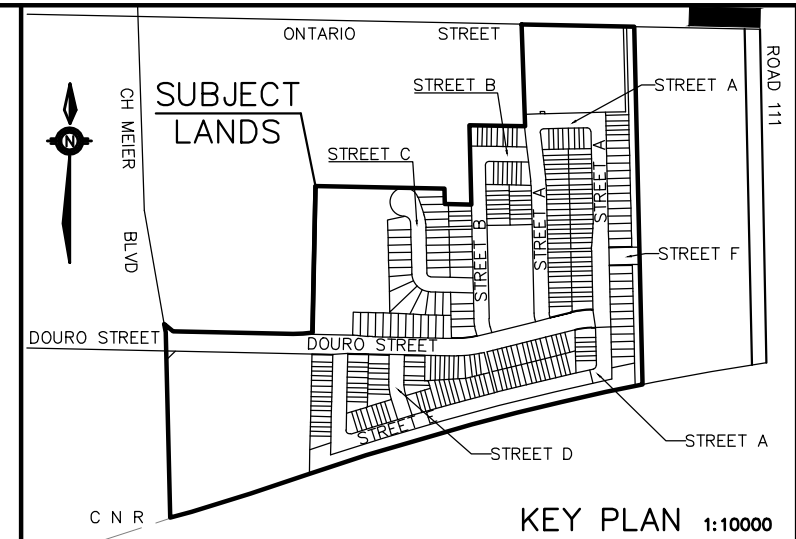 ONTARIO STREET
ROAD 111
CH MEIER BLVD
STREET B
STREET A
SUBJECT
LANDS
N
STREET C
STREET A
STREET A
STREET B
STREET F
DOURO STREET
DOURO STREET
STREET
STREET D
STREET A
C N R
KEY PLAN 1:10000